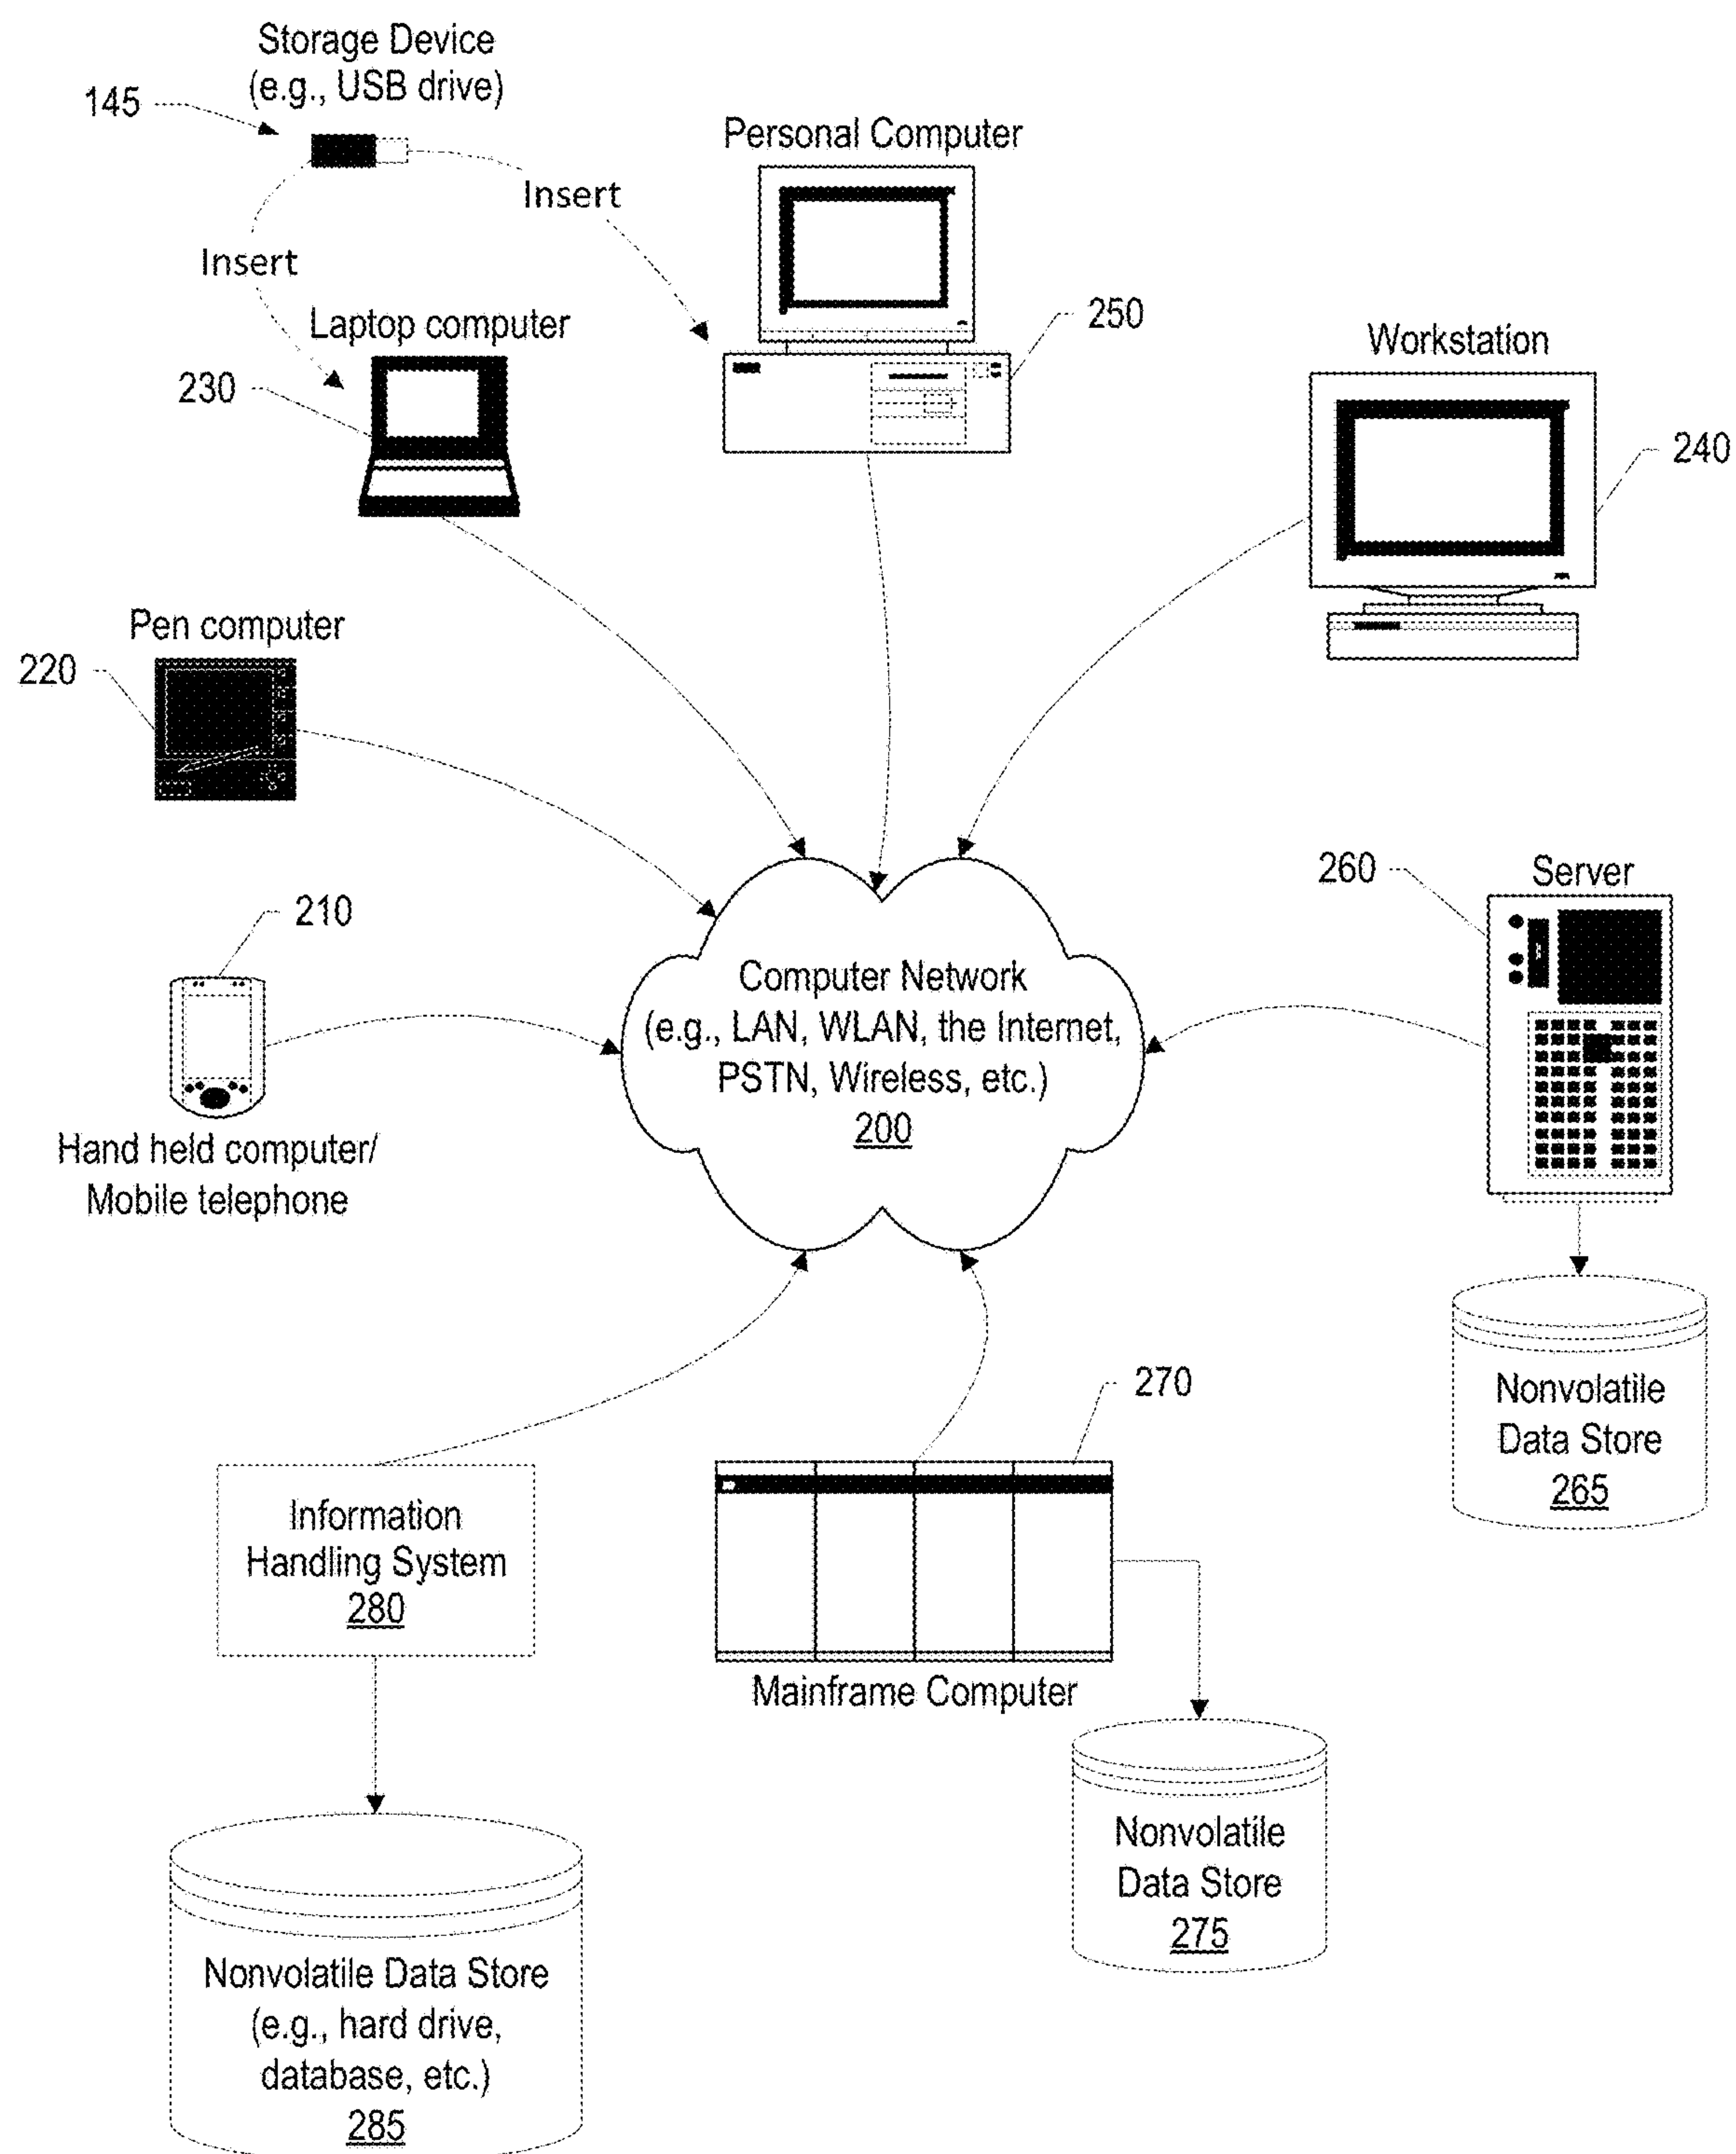 Storage Device
(e.g., USB drive)
145
Insert
Insert
Personal Computer
250
Laptop computer
230
Workstation
240
Pen computer
220
210
Hand held computer/
Mobile telephone
Computer Network
(e.g., LAN, WLAN, the Internet,
PSTN, Wireless, etc.)
200
260
Server
Nonvolatile
Data Store
265
270
Mainframe Computer
Nonvolatile
Data Store
275
Information
Handling System
280
Nonvolatile Data Store
(e.g., hard drive,
database, etc.)
285